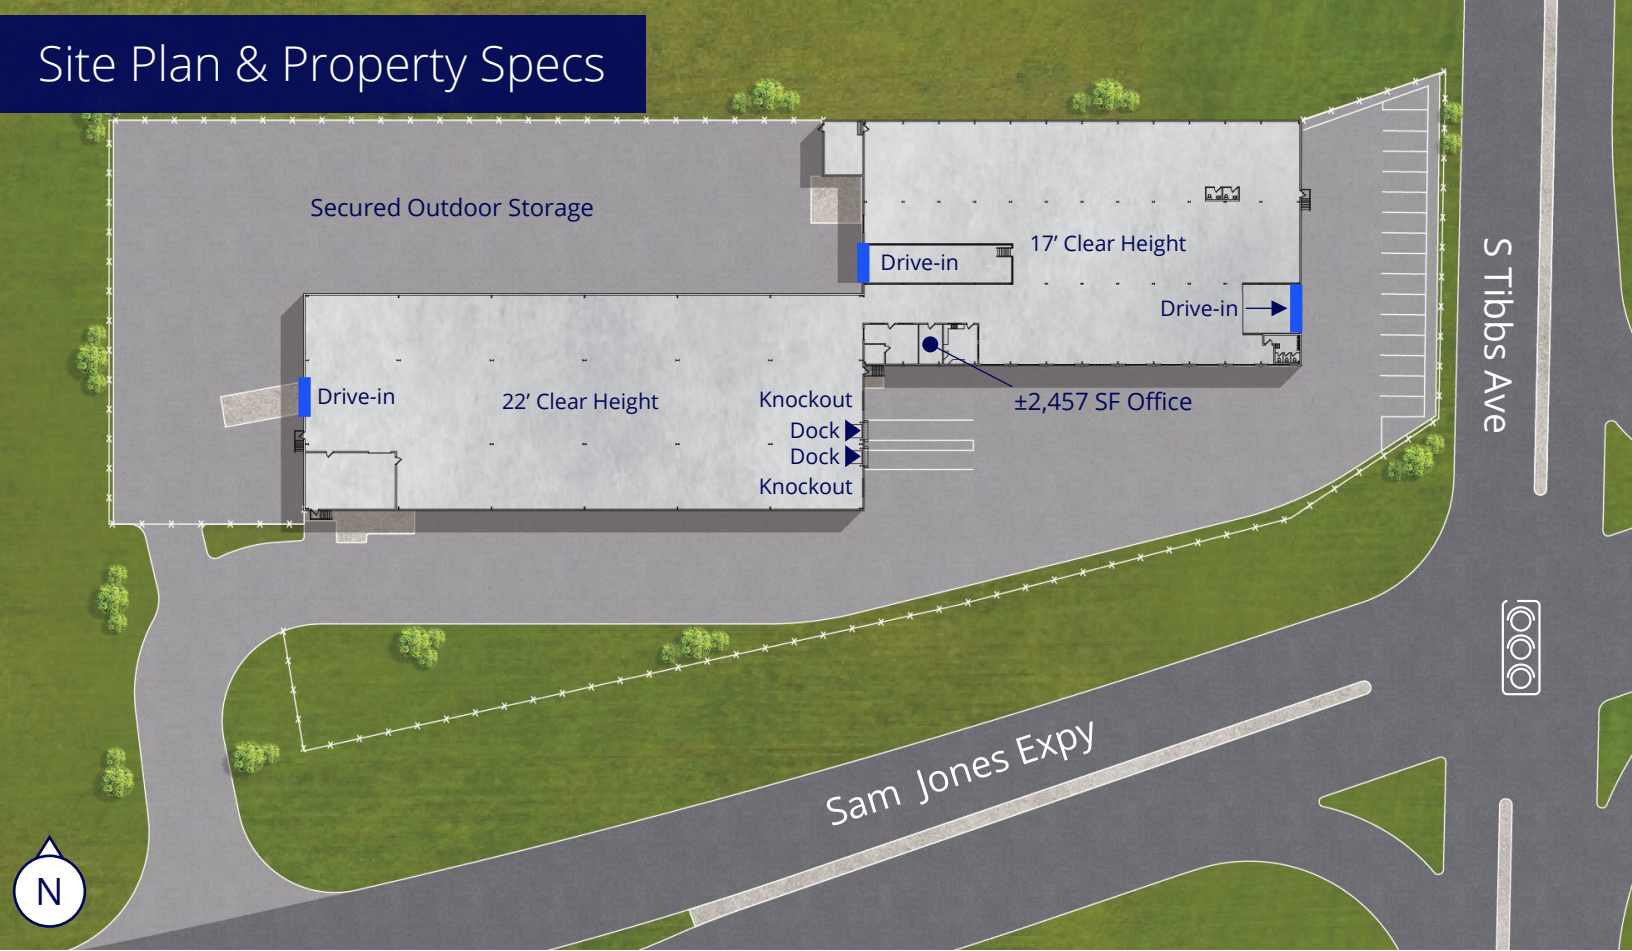 Site Plan & Property Specs
Secured Outdoor Storage
17’ Clear Height
Drive-in
Drive-in
S Tibbs Ave
Drive-in
22’ Clear Height
Knockout
±2,457 SF Office
Dock
Dock
Knockout
Sam Jones Expy
N